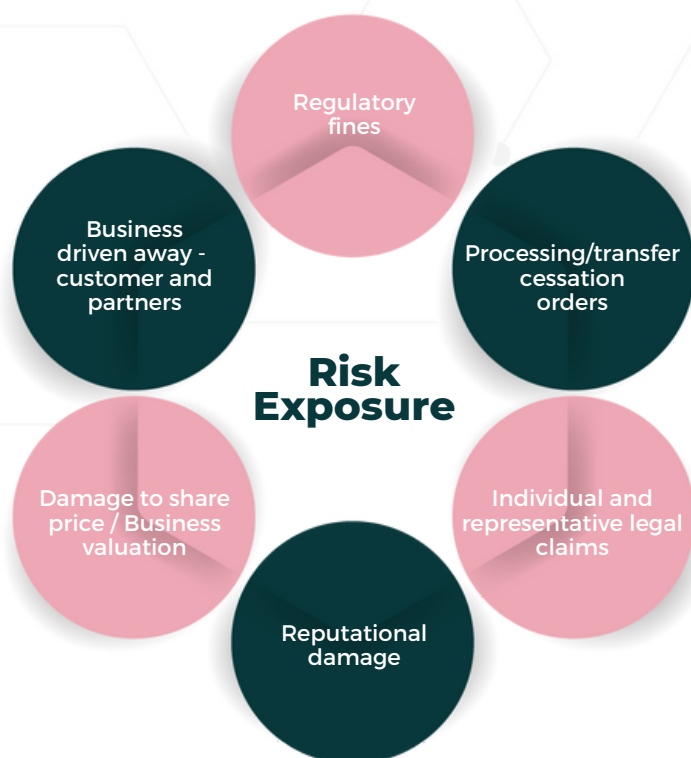 Regulatory
fines
Processing/transfer
cessation
orders
Individual and
representative legal
claims
Reputational
damage
Damage to share
price / Business
valuation
Business
driven away -
customer and
partners
Risk
Exposure